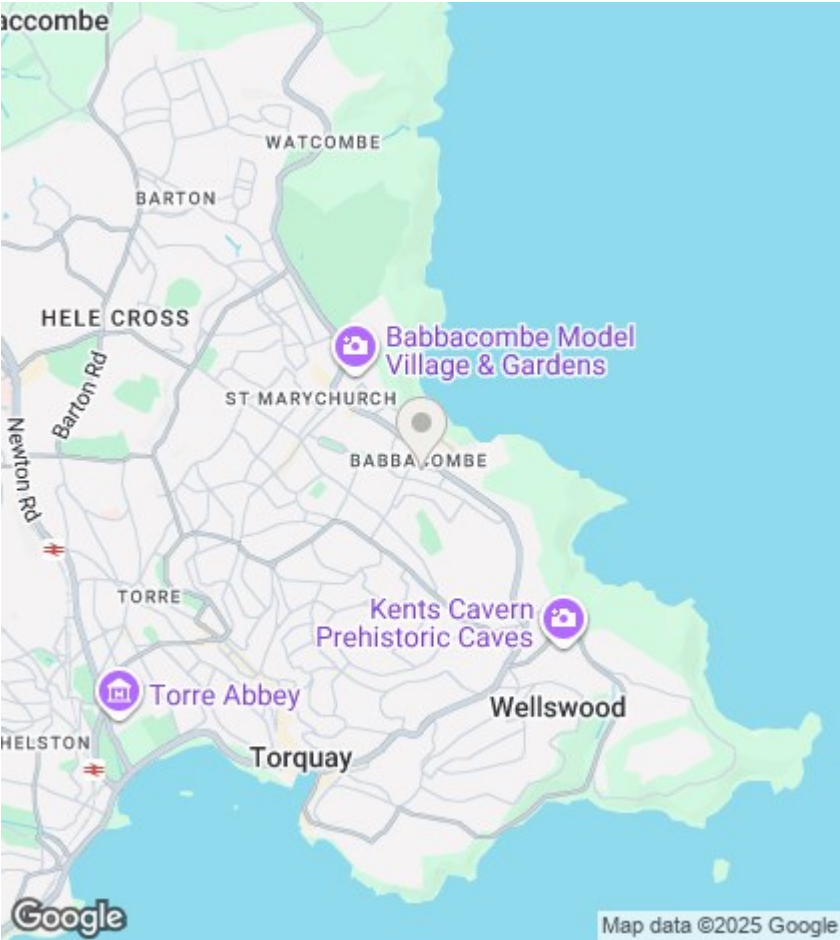 accombe
WATCOMBE
BARTON
HELE CROSS
Babbacombe Model
Village & Gardens
Barton Rd
ST MARYCHURCH
Newton Rd
BABBACOMBE
TORRE
Kents Cavern
Prehistoric Caves
Torre Abbey
Wellswood
HELSTON
Torquay
Google
Map data ©2025 Google